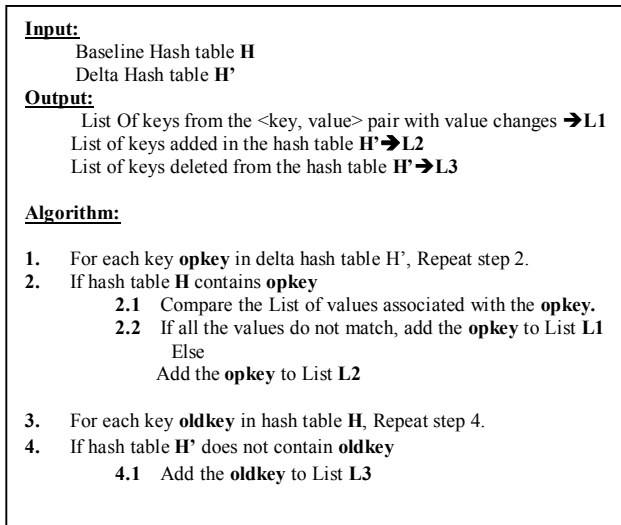 Input:
Baseline Hash table H
Delta Hash table H’
Output:
List Of keys from the <key, value> pair with value changes ➔L1
List of keys added in the hash table H’➔L2
List of keys deleted from the hash table H’➔L3
Algorithm:
1. For each key opkey in delta hash table H’, Repeat step 2.
2. If hash table H contains opkey
2.1 Compare the List of values associated with the opkey.
2.2 If all the values do not match, add the opkey to List L1
Else
Add the opkey to List L2
3. For each key oldkey in hash table H, Repeat step 4.
4. If hash table H’ does not contain oldkey
4.1 Add the oldkey to List L3